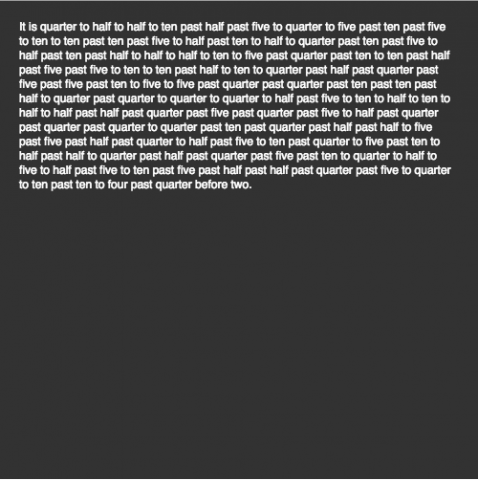 It is quarter to half to half to ten past half past five to quarter to five past ten past five
to ten to ten past ten past five to half past ten to half to quarter past ten past five to
half past ten past half to half to half to ten to five past quarter past ten to ten past half
past five past five to ten to ten past half to ten to quarter past half past quarter past
five past five past ten to five to five past quarter past quarter past ten past ten past
half to quarter past quarter to quarter to quarter to half past five to ten to half to ten to
half to half past half past quarter past five past quarter past five to half past quarter
past quarter past quarter to quarter past ten past quarter past half past half to five
past five past half past quarter to half past five to ten past quarter to five past ten to
half past half to quarter past half past quarter past five past ten to quarter to half to
five to half past five to ten past five past half past half past quarter past five to quarter
to ten past ten to four past quarter before two.